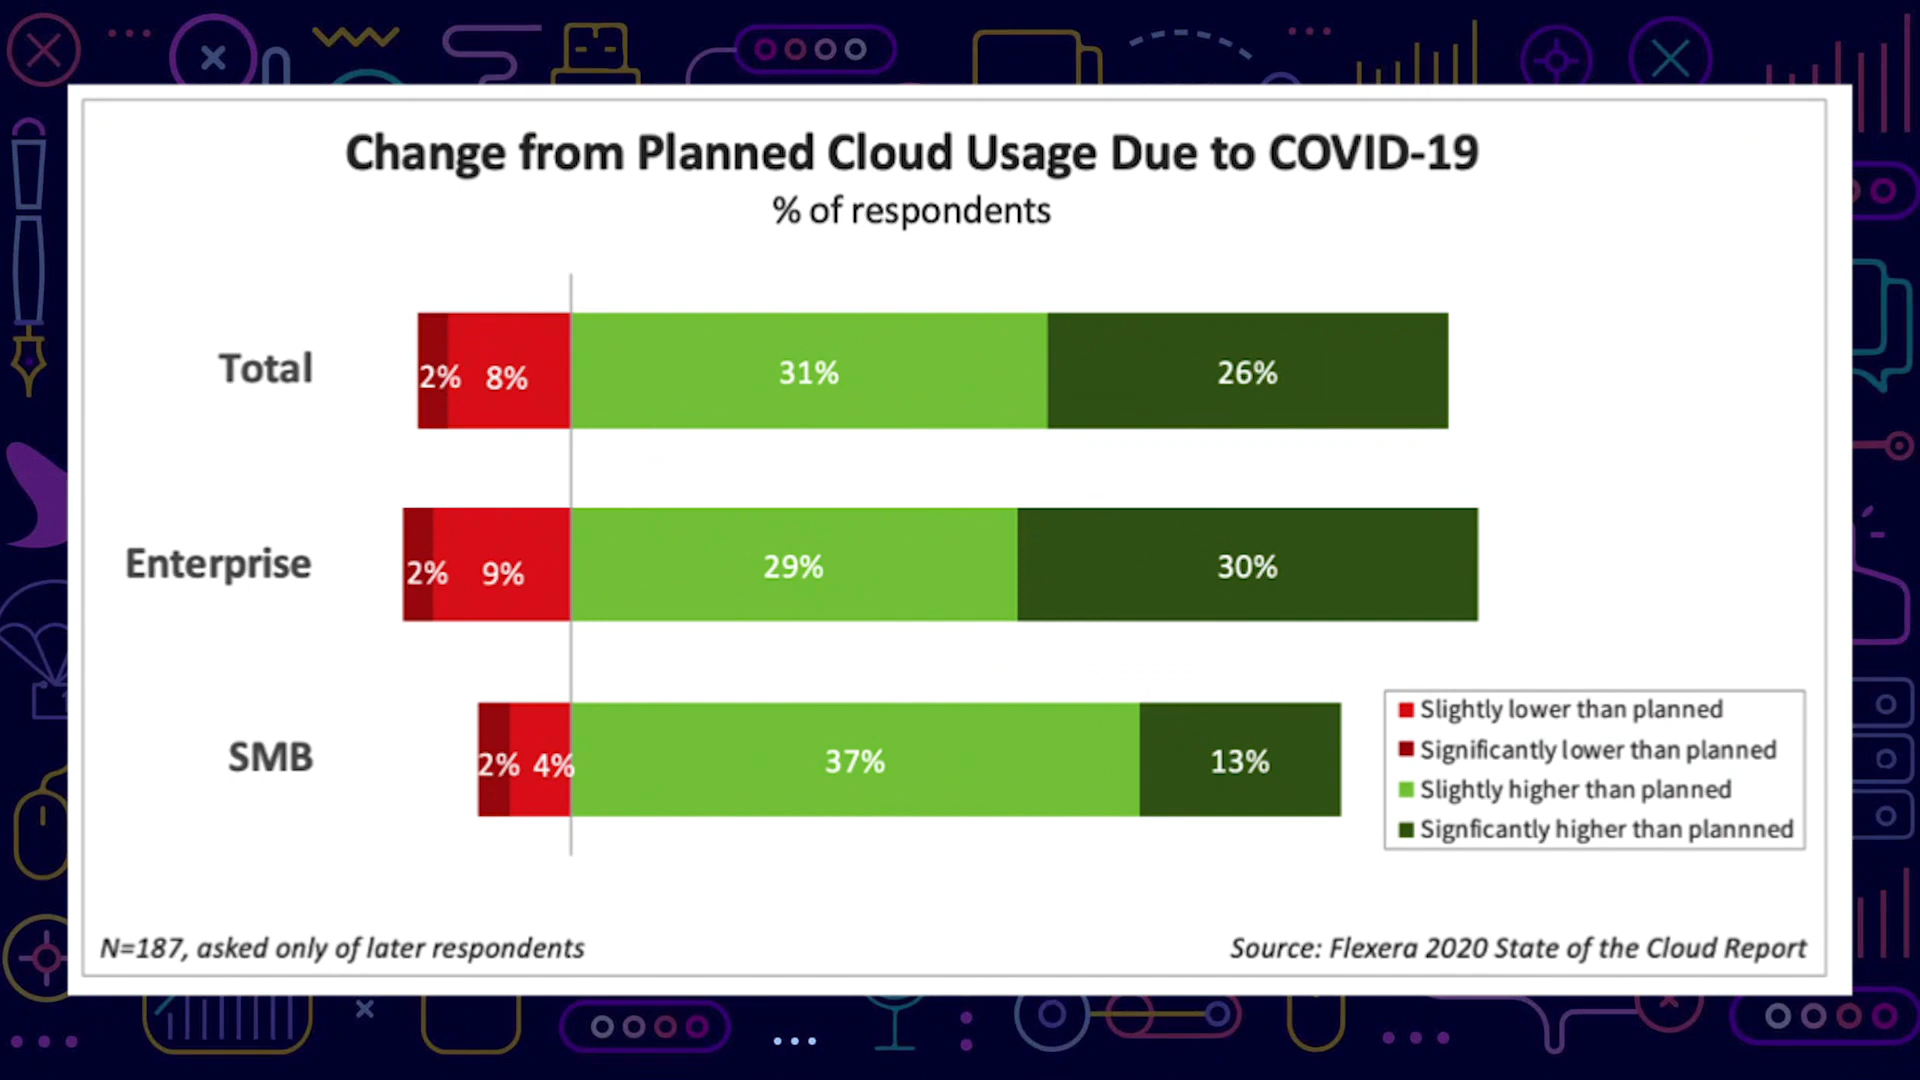 Change from Planned Cloud Usage Due to COVID-19
% of respondents
Total
2% 8% 31% 26%
Enterprise
2% 9% 29% 30%
SMB
2% 4% 37% 13%
Slightly lower than planned
Significantly lower than planned
Slightly higher than planned
Signficantly higher than plannned
N=187, asked only of later respondents
Source: Flexera 2020 State of the Cloud Report